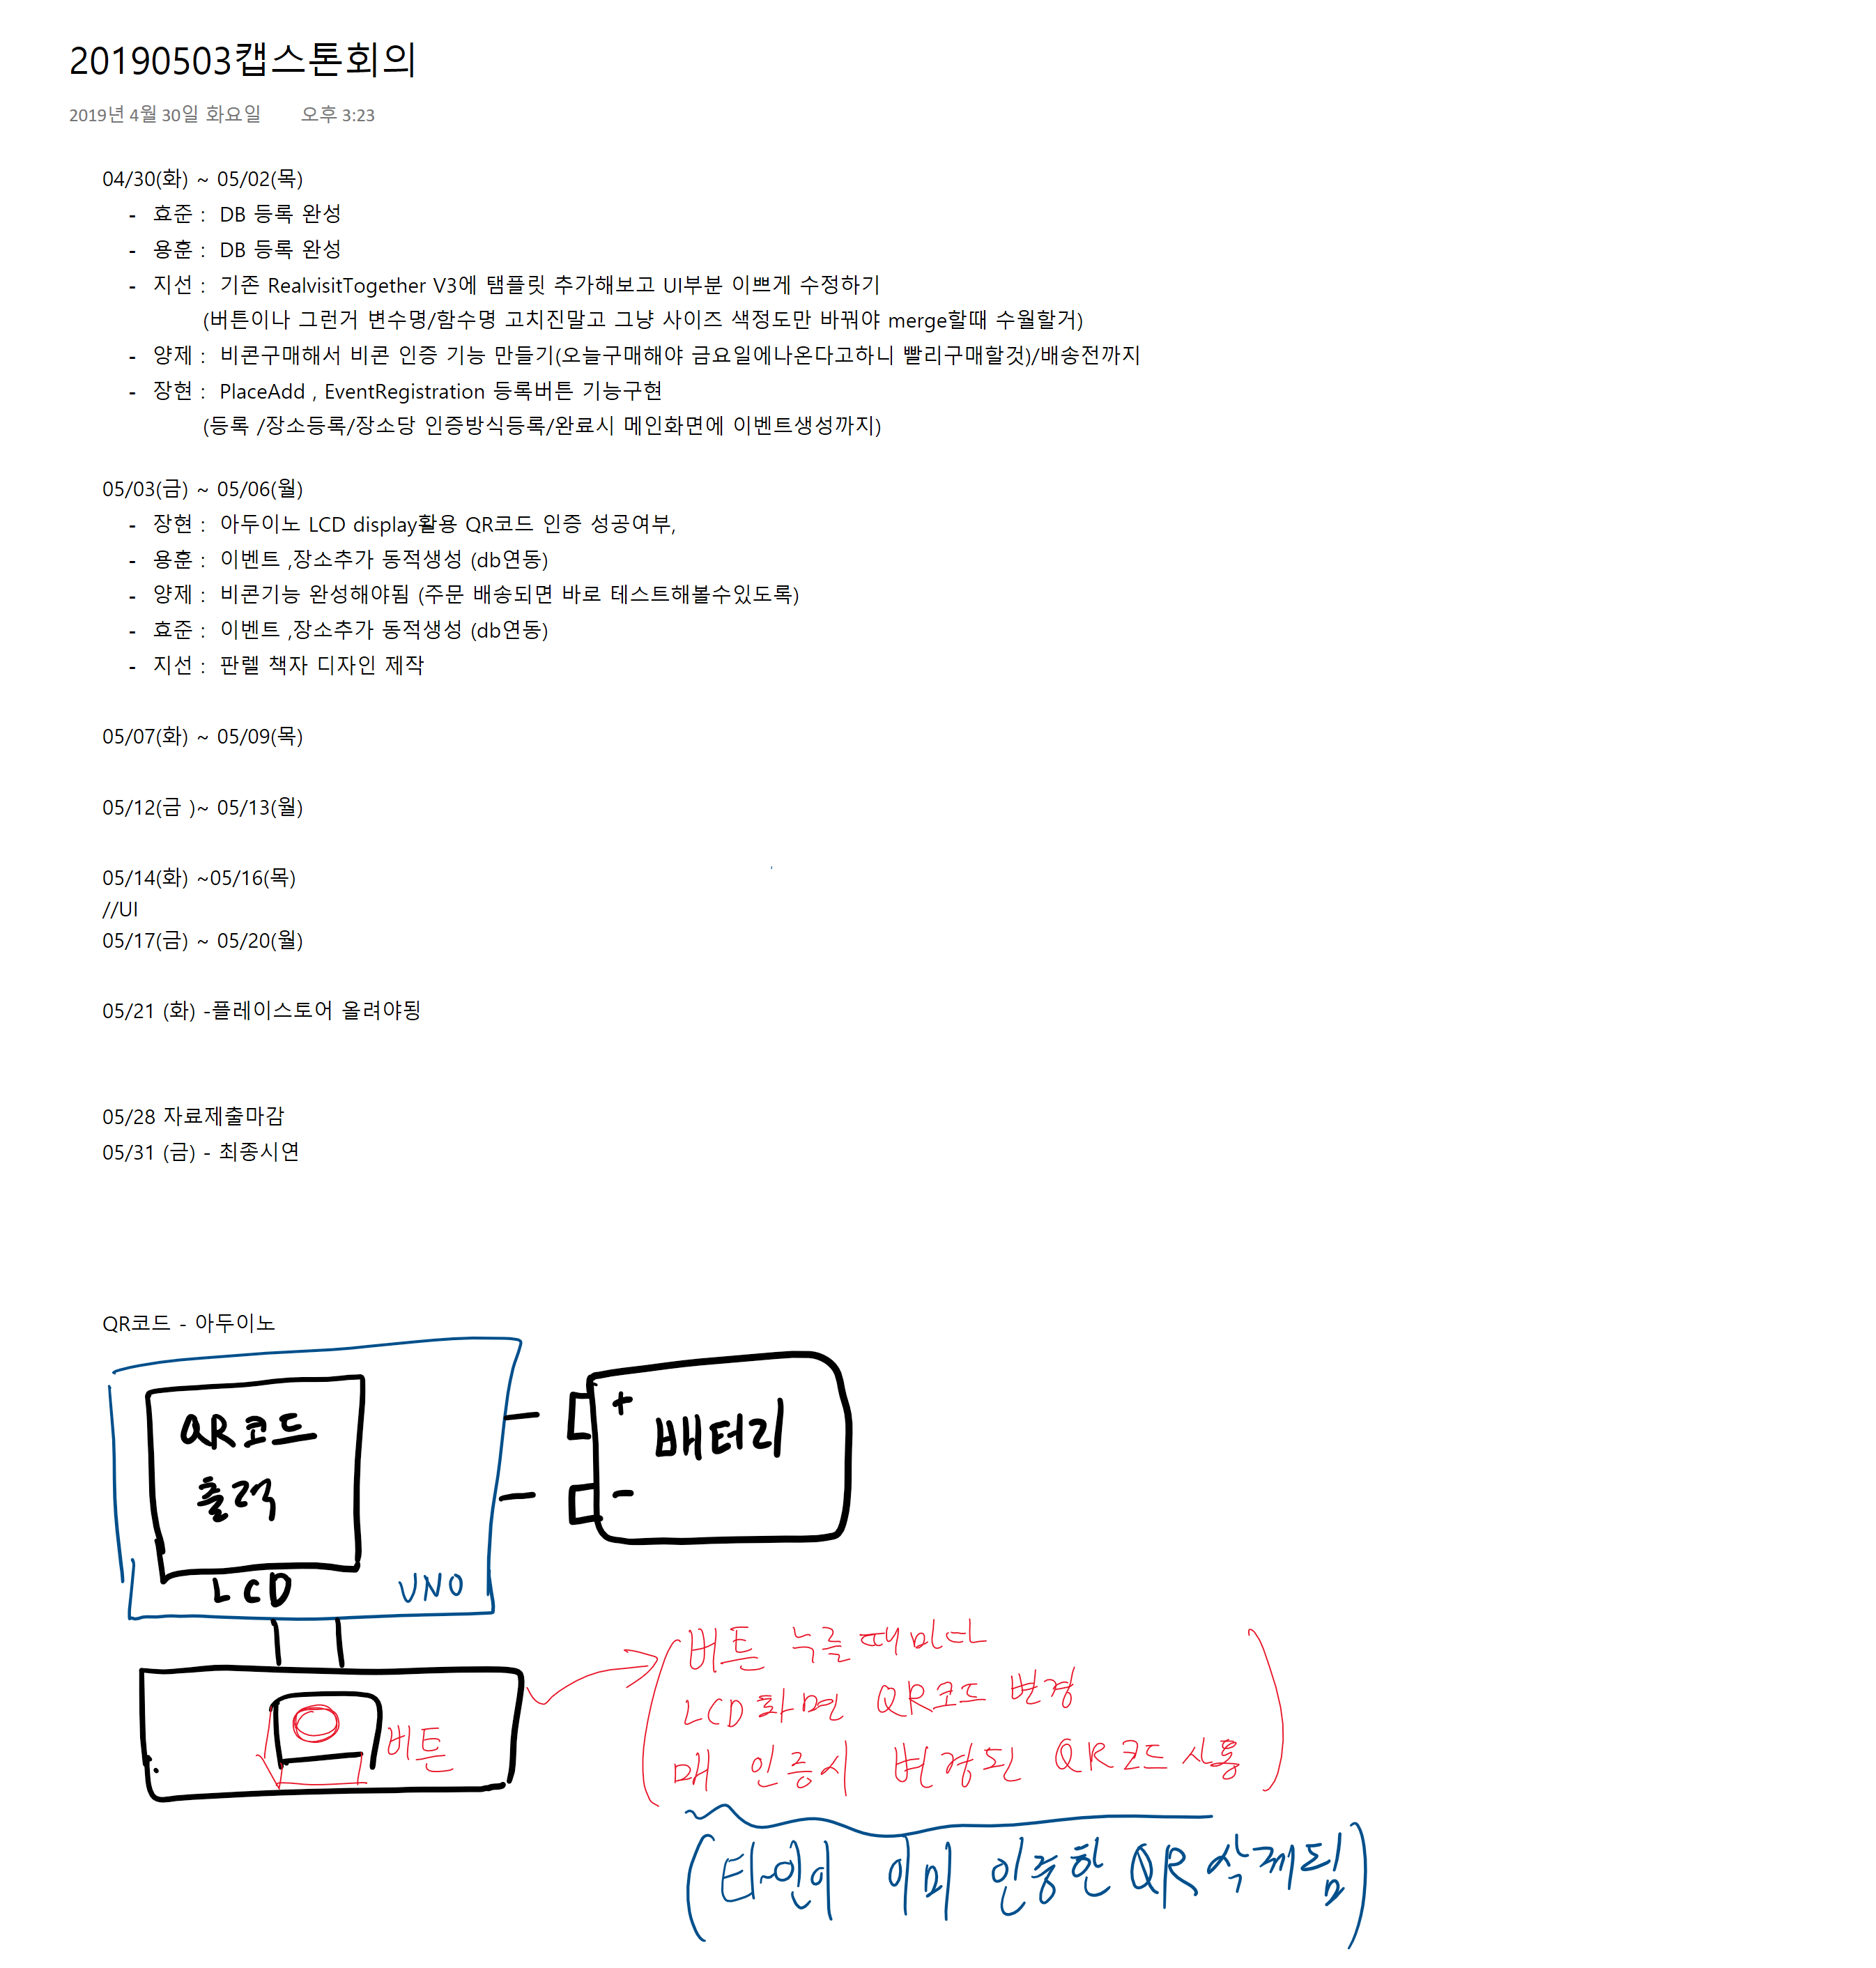 20190503캡스톤회의
2019년 4월 30일 화요일 오후 3:23
04/30(화) ~ 05/02(목)
- 효준 : DB 등록 완성
- 용훈 : DB 등록 완성
- 지선 : 기존 RealvisitTogether V3에 탬플릿 추가해보고 UI부분 이쁘게 수정하기
(버튼이나 그런거 변수명/함수명 고치진말고 그냥 사이즈 색정도만 바꿔야 merge할때 수월할거)
- 양제 : 비콘구매해서 비콘 인증 기능 만들기(오늘구매해야 금요일에나온다고하니 빨리구매할것)/배송전까지
- 장현 : PlaceAdd , EventRegistration 등록버튼 기능구현
(등록 /장소등록/장소당 인증방식등록/완료시 메인화면에 이벤트생성까지)
05/03(금) ~ 05/06(월)
- 장현 : 아두이노 LCD display활용 QR코드 인증 성공여부,
- 용훈 : 이벤트 ,장소추가 동적생성 (db연동)
- 양제 : 비콘기능 완성해야됨 (주문 배송되면 바로 테스트해볼수있도록)
- 효준 : 이벤트 ,장소추가 동적생성 (db연동)
- 지선 : 판렐 책자 디자인 제작
05/07(화) ~ 05/09(목)
05/12(금 )~ 05/13(월)
05/14(화) ~05/16(목)
//UI
05/17(금) ~ 05/20(월)
05/21 (화) -플레이스토어 올려야됭
05/28 자료제출마감
05/31 (금) - 최종시연
QR코드 - 아두이노
QR코드
출력
LCD
UNO
+
배터리
-
버튼
(버튼 누를때마다
LCD화면 QR코드 변경
매 인증시 변경된 QR코드 사용)
(타인이 이미 인증한 QR 삭제됨)